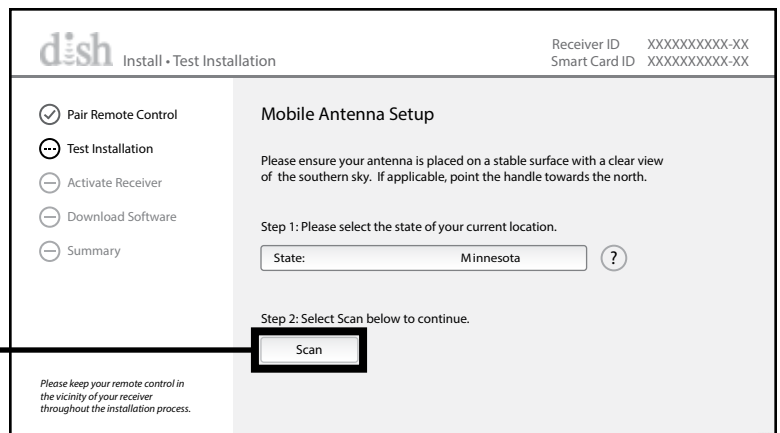 dish Install • Test Installation
Receiver ID XXXXXXXXXX-XX
Smart Card ID XXXXXXXXXX-XX
Pair Remote Control
Test Installation
Activate Receiver
Download Software
Summary
Please keep your remote control in
the vicinity of your receiver
throughout the installation process.
Mobile Antenna Setup
Please ensure your antenna is placed on a stable surface with a clear view
of the southern sky. If applicable, point the handle towards the north.
Step 1: Please select the state of your current location.
State: Minnesota ?
Step 2: Select Scan below to continue.
Scan